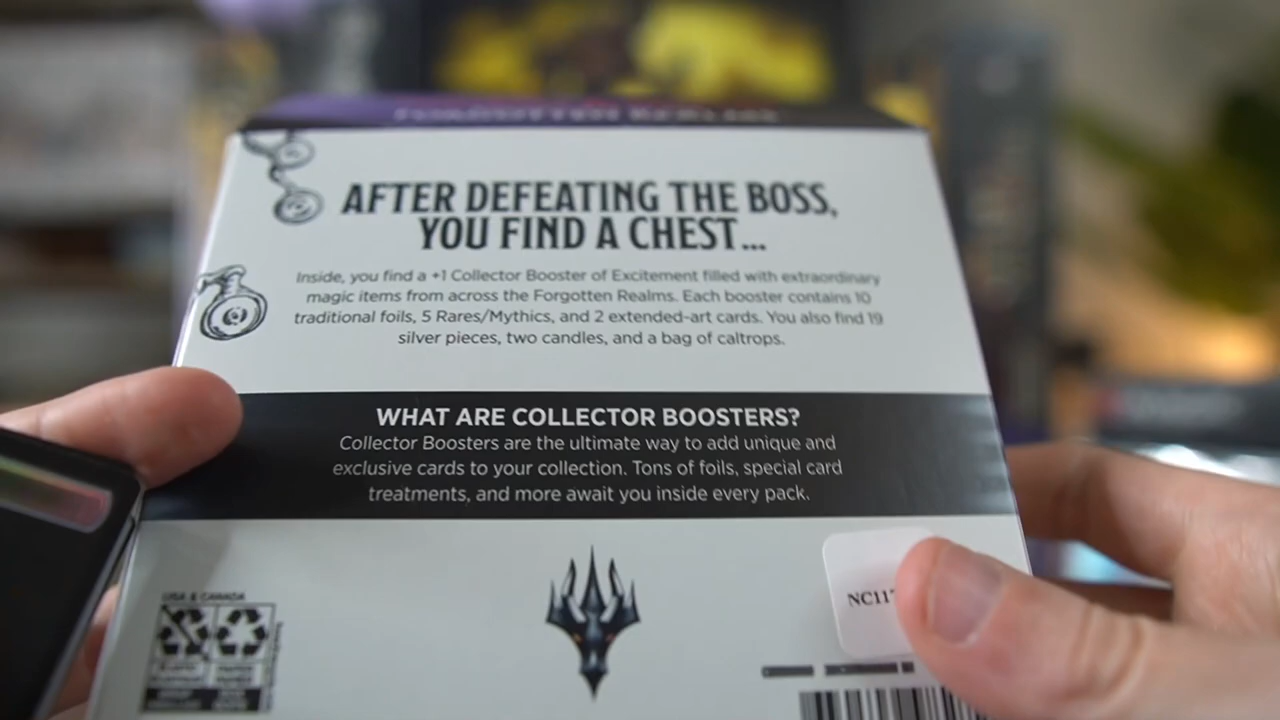 FORGOTTEN REALMS
AFTER DEFEATING THE BOSS,
YOU FIND A CHEST...
Inside, you find a +1 Collector Booster of Excitement filled with extraordinary
magic items from across the Forgotten Realms. Each booster contains 10
traditional foils, 5 Rares/Mythics, and 2 extended-art cards. You also find 19
silver pieces, two candles, and a bag of caltrops.
WHAT ARE COLLECTOR BOOSTERS?
Collector Boosters are the ultimate way to add unique and
exclusive cards to your collection. Tons of foils, special card
treatments, and more await you inside every pack.
USA & CANADA